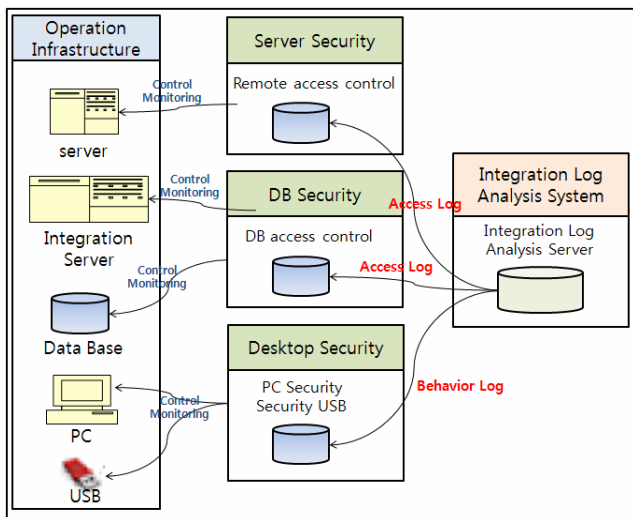 Operation
Infrastructure
server
Integration
Server
Data Base
PC
USB
Control
Monitoring
Control
Monitoring
Control
Monitoring
Control
Monitoring
Server Security
Remote access control
DB Security
DB access control
Desktop Security
PC Security
Security USB
Access Log
Access Log
Behavior Log
Integration Log
Analysis System
Integration Log
Analysis Server